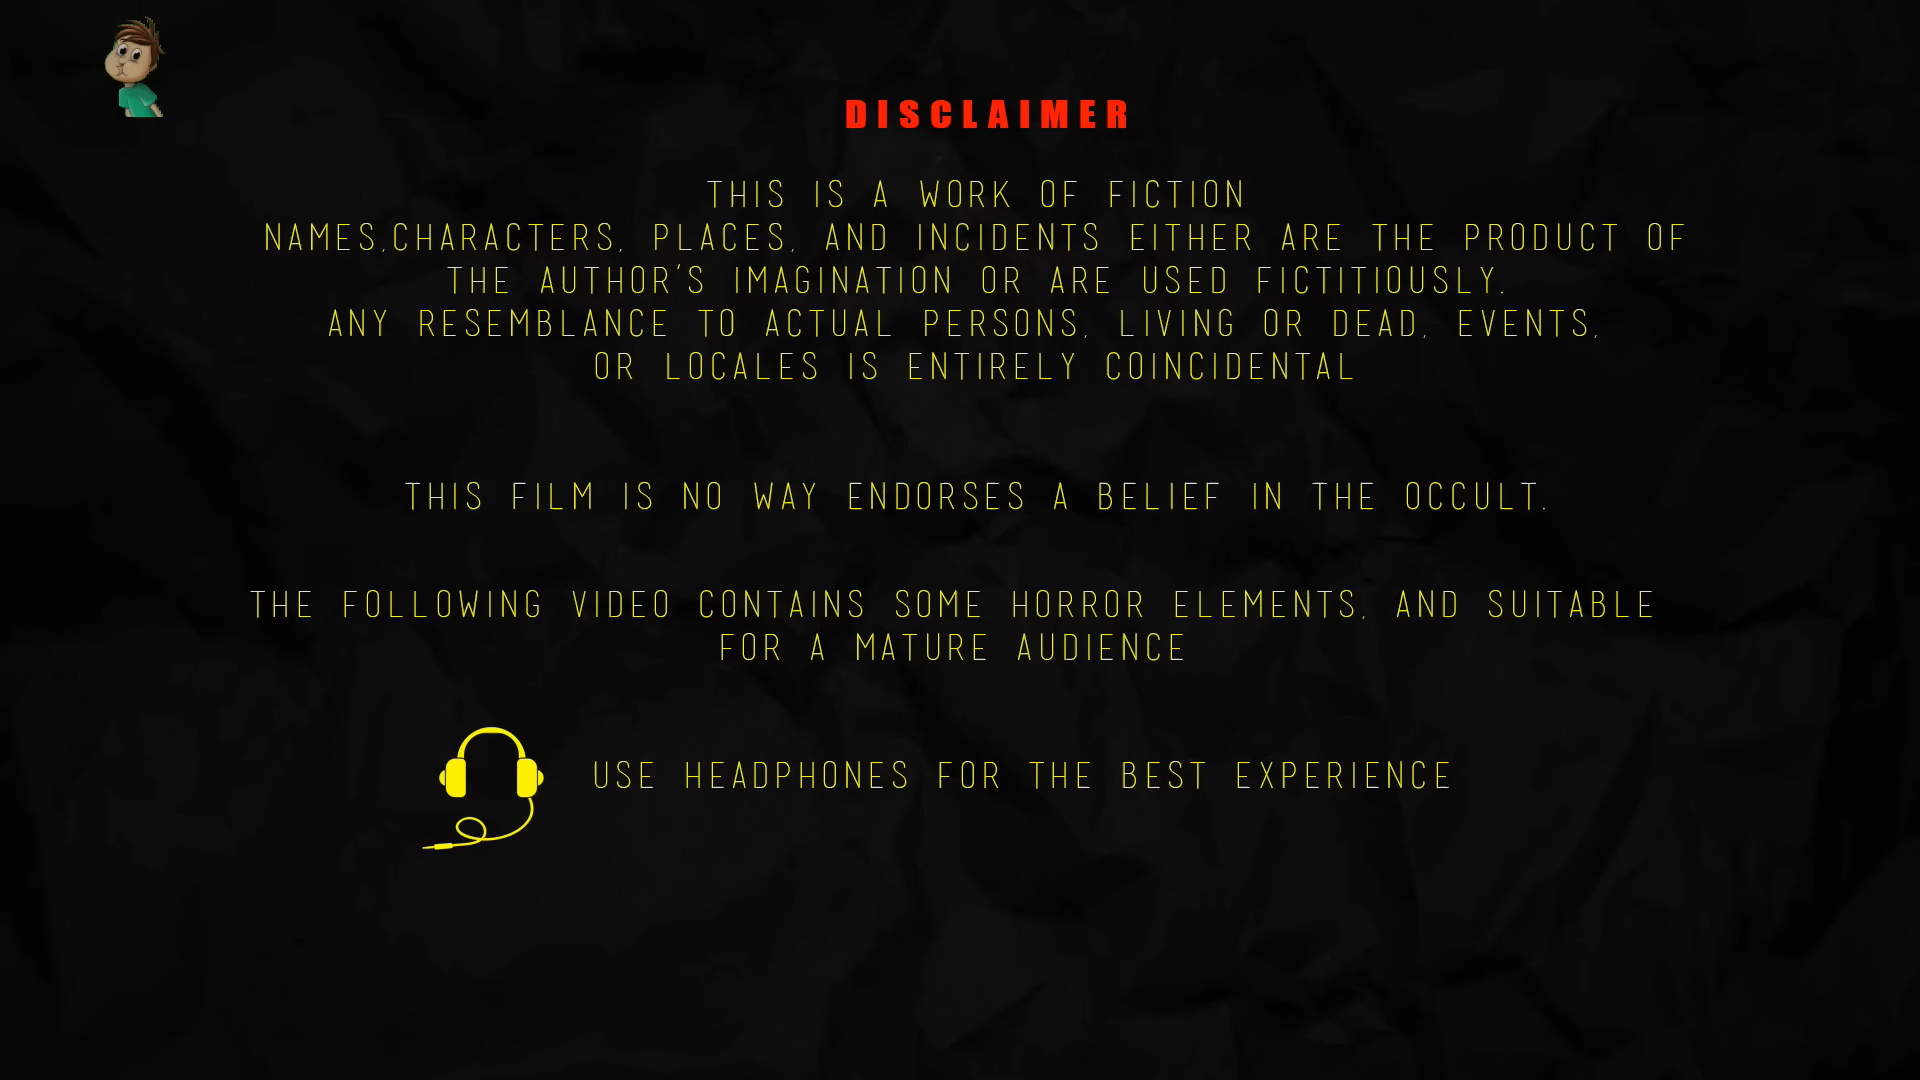 DISCLAIMER
THIS IS A WORK OF FICTION
NAMES,CHARACTERS, PLACES, AND INCIDENTS EITHER ARE THE PRODUCT OF
THE AUTHOR'S IMAGINATION OR ARE USED FICTITIOUSLY.
ANY RESEMBLANCE TO ACTUAL PERSONS, LIVING OR DEAD, EVENTS,
OR LOCALES IS ENTIRELY COINCIDENTAL
THIS FILM IS NO WAY ENDORSES A BELIEF IN THE OCCULT.
THE FOLLOWING VIDEO CONTAINS SOME HORROR ELEMENTS, AND SUITABLE
FOR A MATURE AUDIENCE
USE HEADPHONES FOR THE BEST EXPERIENCE